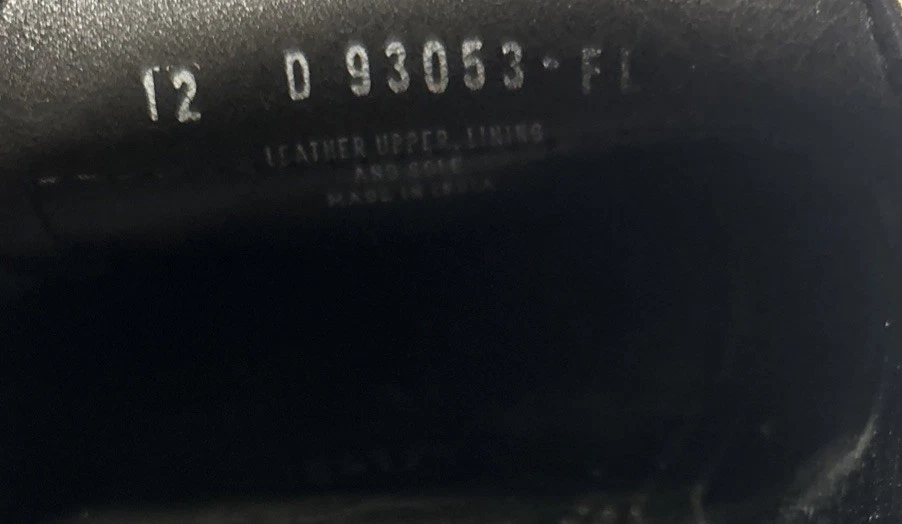 12 D 93053-FL
LEATHER UPPER, LINING
AND SOLE
MADE IN INDIA